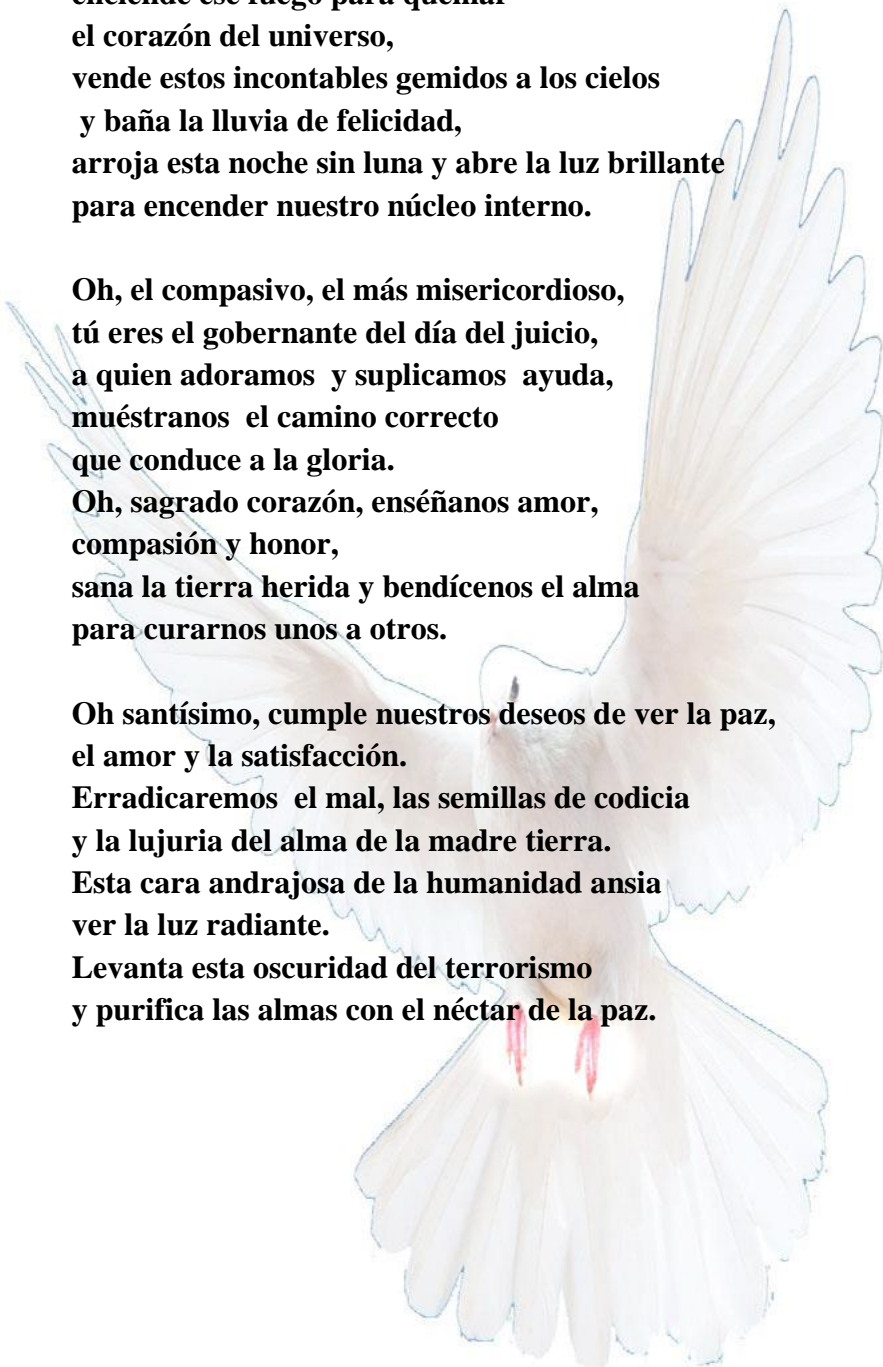 enciende ese fuego para quemar
el corazón del universo,
vende estos incontables gemidos a los cielos
y baña la lluvia de felicidad,
arroja esta noche sin luna y abre la luz brillante
para encender nuestro núcleo interno.

Oh, el compasivo, el más misericordioso,
tú eres el gobernante del día del juicio,
a quien adoramos y suplicamos ayuda,
muéstranos el camino correcto
que conduce a la gloria.
Oh, sagrado corazón, enséñanos amor,
compasión y honor,
sana la tierra herida y bendícenos el alma
para curarnos unos a otros.

Oh santísimo, cumple nuestros deseos de ver la paz,
el amor y la satisfacción.
Erradicaremos el mal, las semillas de codicia
y la lujuria del alma de la madre tierra.
Esta cara andrajosa de la humanidad ansia
ver la luz radiante.
Levanta esta oscuridad del terrorismo
y purifica las almas con el néctar de la paz.